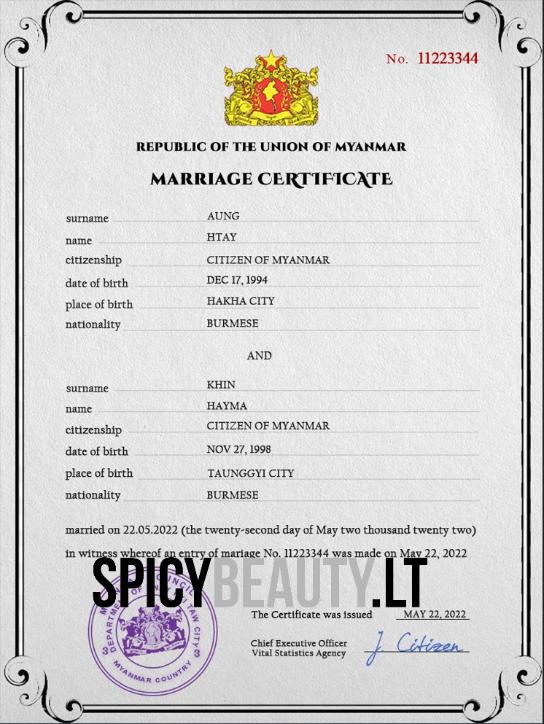 No. 11223344
REPUBLIC OF THE UNION OF MYANMAR
MARRIAGE CERTIFICATE
surname AUNG
name HTAY
citizenship CITIZEN OF MYANMAR
date of birth DEC 17, 1994
place of birth HAKHA CITY
nationality BURMESE
AND
surname KHIN
name HAYMA
citizenship CITIZEN OF MYANMAR
date of birth NOV 27, 1998
place of birth TAUNGGYI CITY
nationality BURMESE
married on 22.05.2022 (the twenty-second day of May two thousand twenty two)
in witness whereof an entry of mariage No. 11223344 was made on May 22, 2022
SPICYBEAUTY.LT
DEPARTMENT
COUNCIL
CITY
MYANMAR COUNTRY
The Certificate was issued MAY 22, 2022
Chief Executive Officer
Vital Statistics Agency
J. Citizen